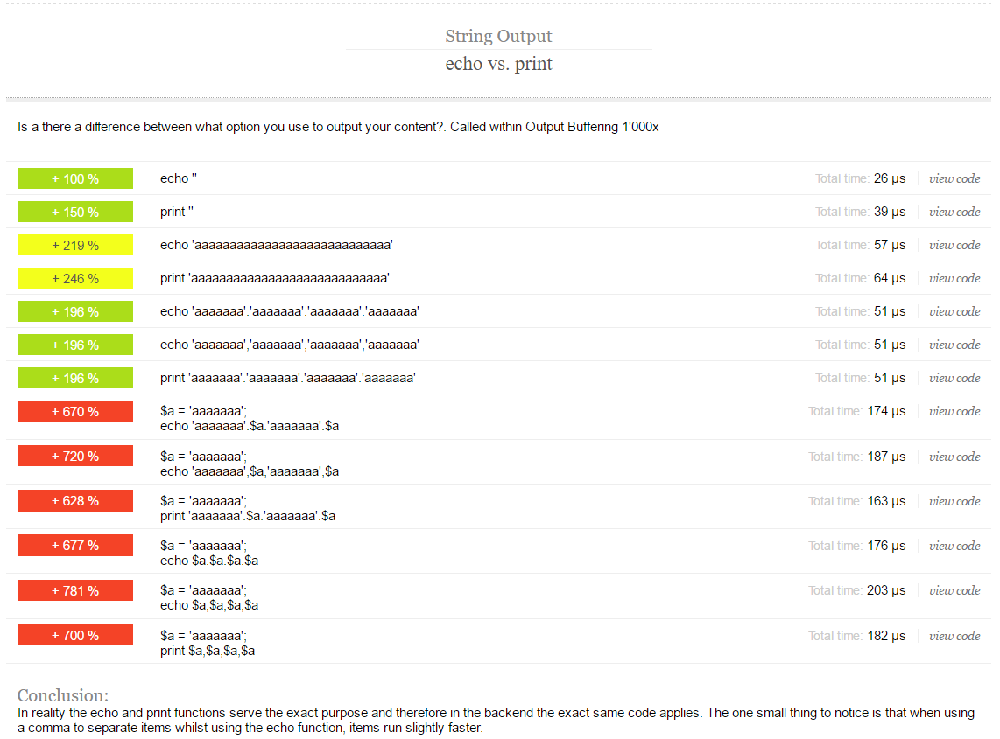 String Output
echo vs. print
Is a there a difference between what option you use to output your content?. Called within Output Buffering 1'000x
+ 100 % echo '' Total time: 26 µs view code
+ 150 % print '' Total time: 39 µs view code
+ 219 % echo 'aaaaaaaaaaaaaaaaaaaaaaaaaaaa' Total time: 57 µs view code
+ 246 % print 'aaaaaaaaaaaaaaaaaaaaaaaaaaaa' Total time: 64 µs view code
+ 196 % echo 'aaaaaaa'.'aaaaaaa'.'aaaaaaa'.'aaaaaaa' Total time: 51 µs view code
+ 196 % echo 'aaaaaaa','aaaaaaa','aaaaaaa','aaaaaaa' Total time: 51 µs view code
+ 196 % print 'aaaaaaa'.'aaaaaaa'.'aaaaaaa'.'aaaaaaa' Total time: 51 µs view code
+ 670 % $a = 'aaaaaaa'; Total time: 174 µs view code
echo 'aaaaaaa'.$a.'aaaaaaa'.$a
+ 720 % $a = 'aaaaaaa'; Total time: 187 µs view code
echo 'aaaaaaa',$a,'aaaaaaa',$a
+ 628 % $a = 'aaaaaaa'; Total time: 163 µs view code
print 'aaaaaaa'.$a.'aaaaaaa'.$a
+ 677 % $a = 'aaaaaaa'; Total time: 176 µs view code
echo $a.$a.$a.$a
+ 781 % $a = 'aaaaaaa'; Total time: 203 µs view code
echo $a,$a,$a,$a
+ 700 % $a = 'aaaaaaa'; Total time: 182 µs view code
print $a,$a,$a,$a
Conclusion:
In reality the echo and print functions serve the exact purpose and therefore in the backend the exact same code applies. The one small thing to notice is that when using
a comma to separate items whilst using the echo function, items run slightly faster.